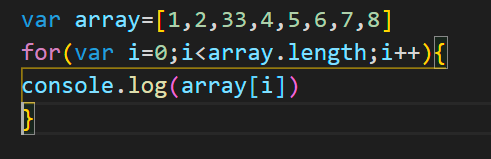 var array=[1,2,33,4,5,6,7,8]
for(var i=0;i<array.length;i++){
console.log(array[i])
}